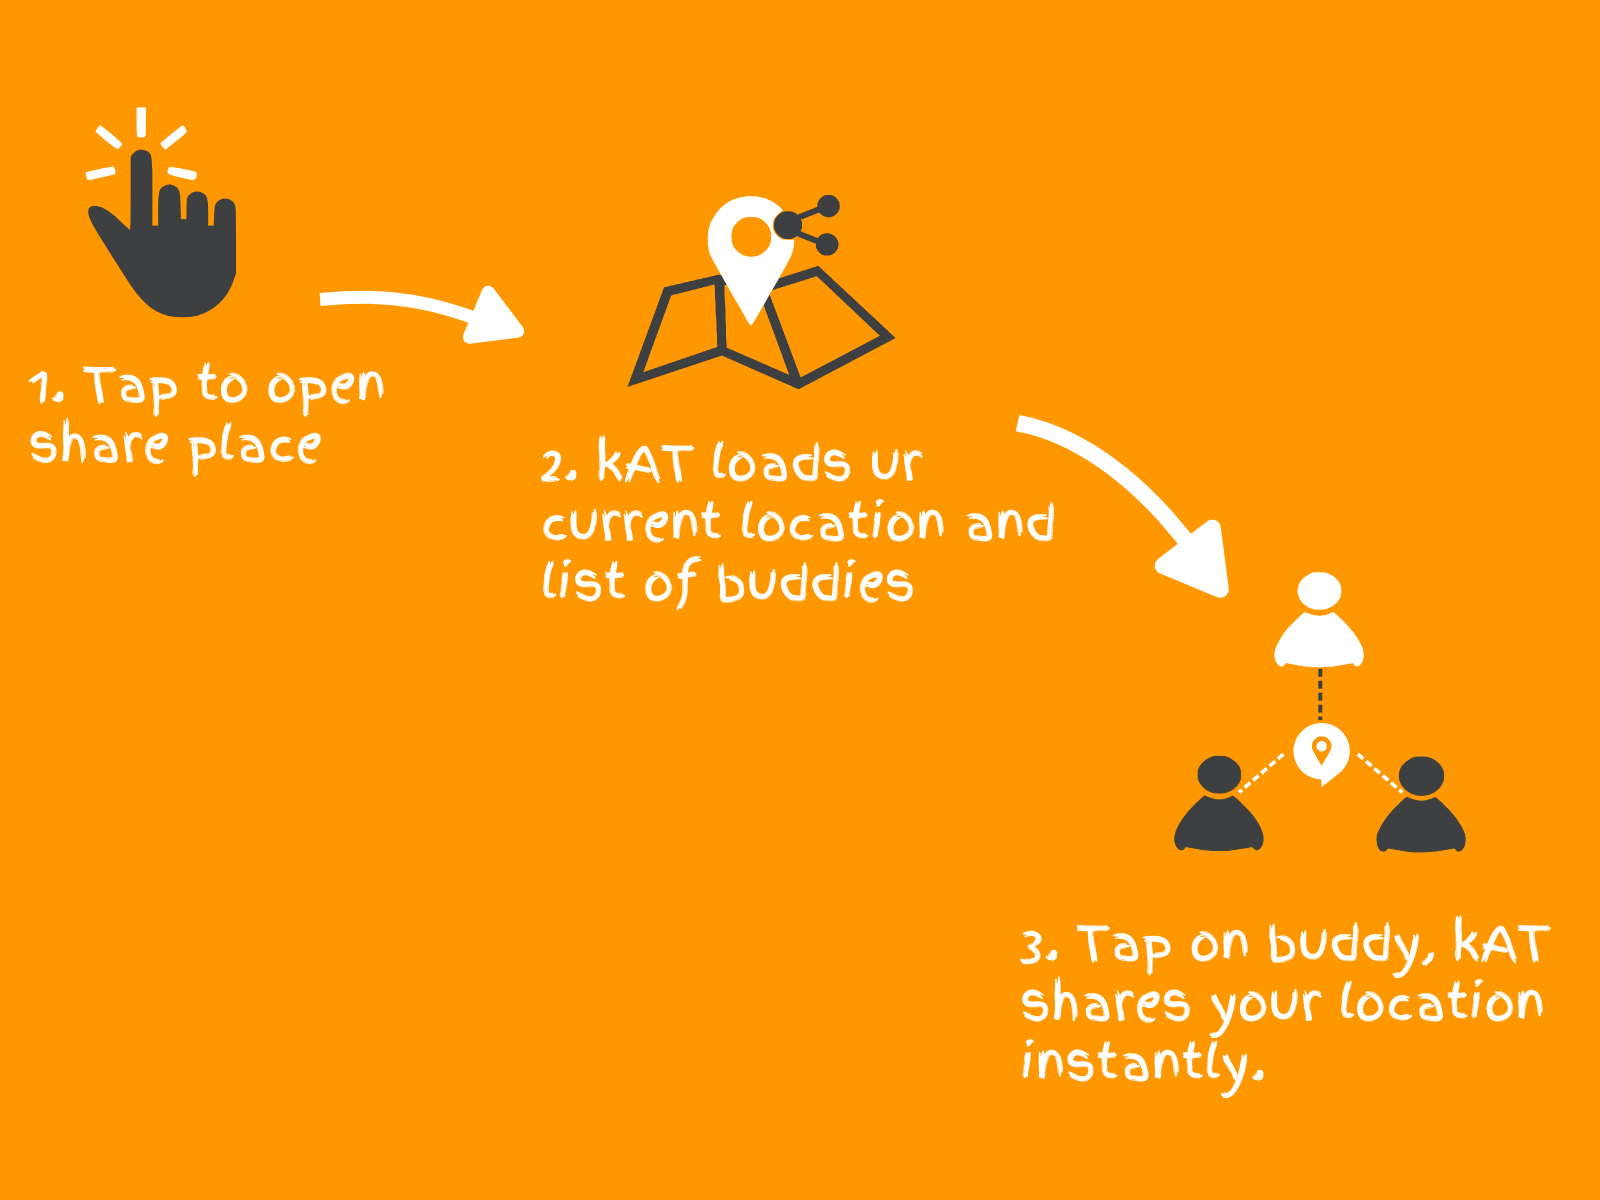 1. Tap to open
share place
2. kAT loads ur
current location and
list of buddies
3. Tap on buddy, kAT
shares your location
instantly.